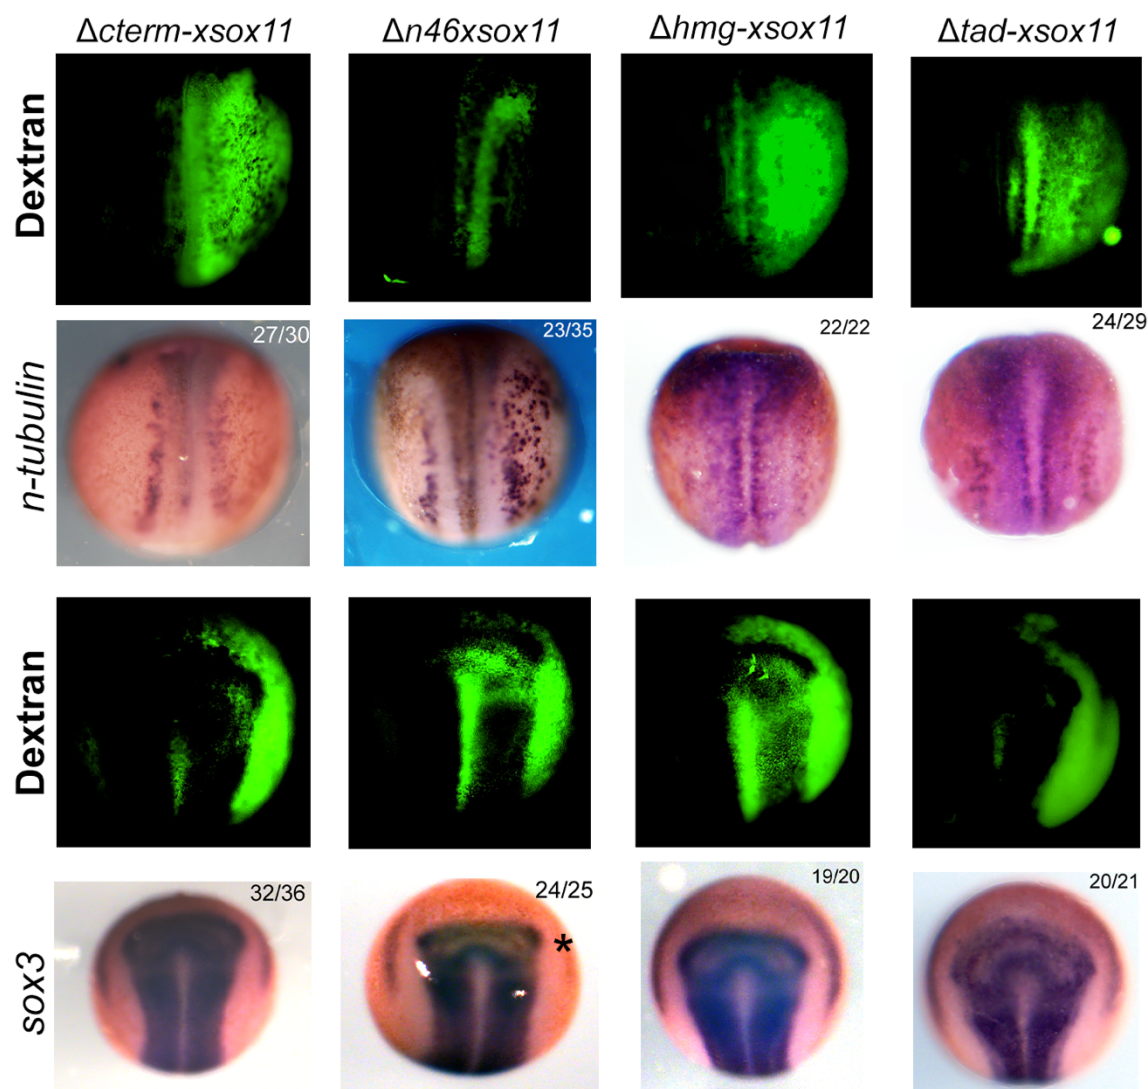 Δcterm-xsox11 Δn46xsox11 Δhmg-xsox11 Δtad-xsox11
Dextran
n-tubulin 27/30 23/35 22/22 24/29
Dextran
sox3 32/36 24/25 19/20 20/21
*